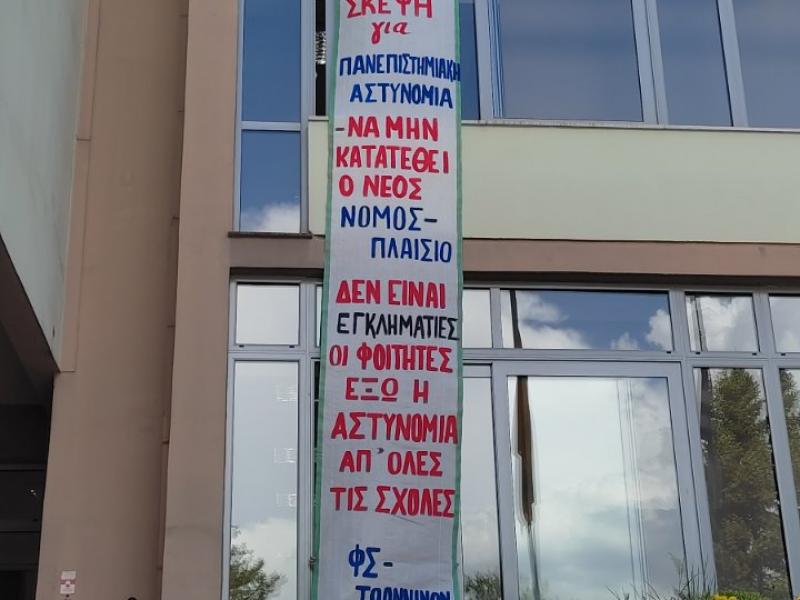 ΣΚΕΨΗ
για
ΠΑΝΕΠΙΣΤΗΜΙΑΚΗ
ΑΣΤΥΝΟΜΙΑ
-ΝΑ ΜΗΝ
ΚΑΤΑΤΕΘΕΙ
Ο ΝΕΟΣ
ΝΟΜΟΣ-
ΠΛΑΙΣΙΟ
ΔΕΝ ΕΙΝΑΙ
ΕΓΚΛΗΜΑΤΙΕΣ
ΟΙ ΦΟΙΤΗΤΕΣ
ΕΞΩ Η
ΑΣΤΥΝΟΜΙΑ
ΑΠ'ΟΛΕΣ
ΤΙΣ ΣΧΟΛΕΣ
ΦΣ-
ΙΩΑΝΝΙΝΩΝ